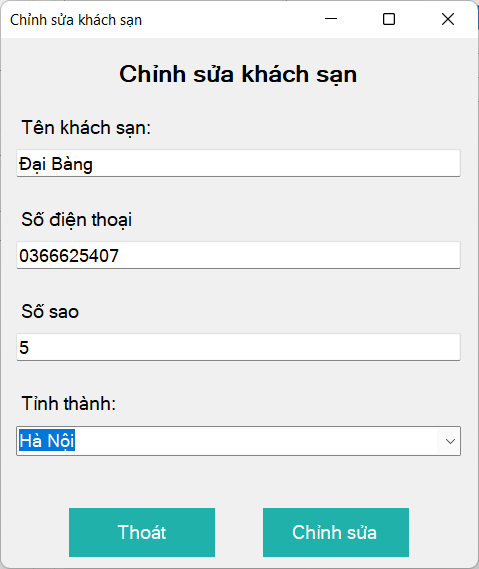 Chỉnh sửa khách sạn
Chỉnh sửa khách sạn
Tên khách sạn:
Đại Bàng
Số điện thoại
0366625407
Số sao
5
Tỉnh thành:
Hà Nội
Thoát
Chỉnh sửa